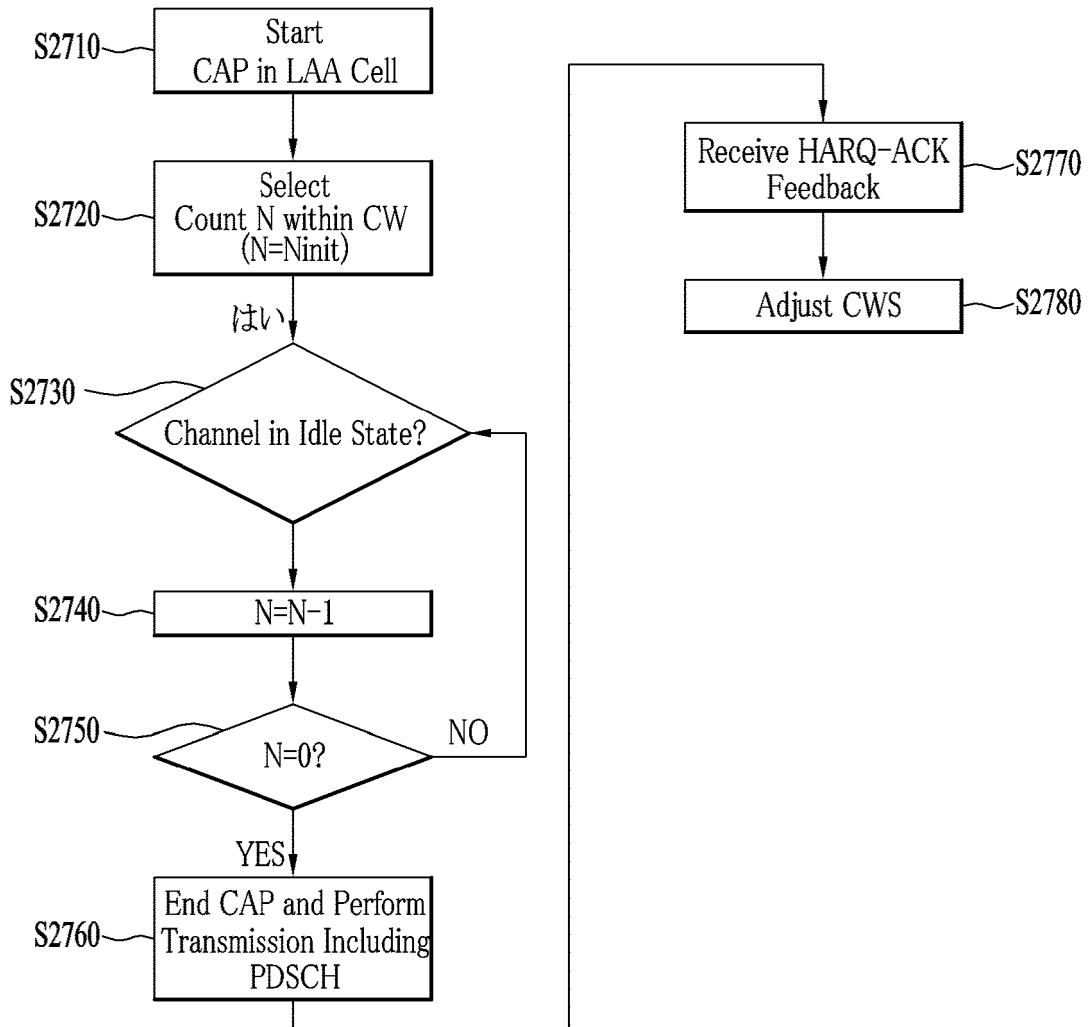 S2710
Start
CAP in LAA Cell
S2720
Select
Count N within CW
(N=Ninit)
はい
S2730
Channel in Idle State?
S2740
N=N-1
S2750
N=0?
NO
YES
S2760
End CAP and Perform
Transmission Including
PDSCH
Receive HARQ-ACK
Feedback
S2770
Adjust CWS
S2780